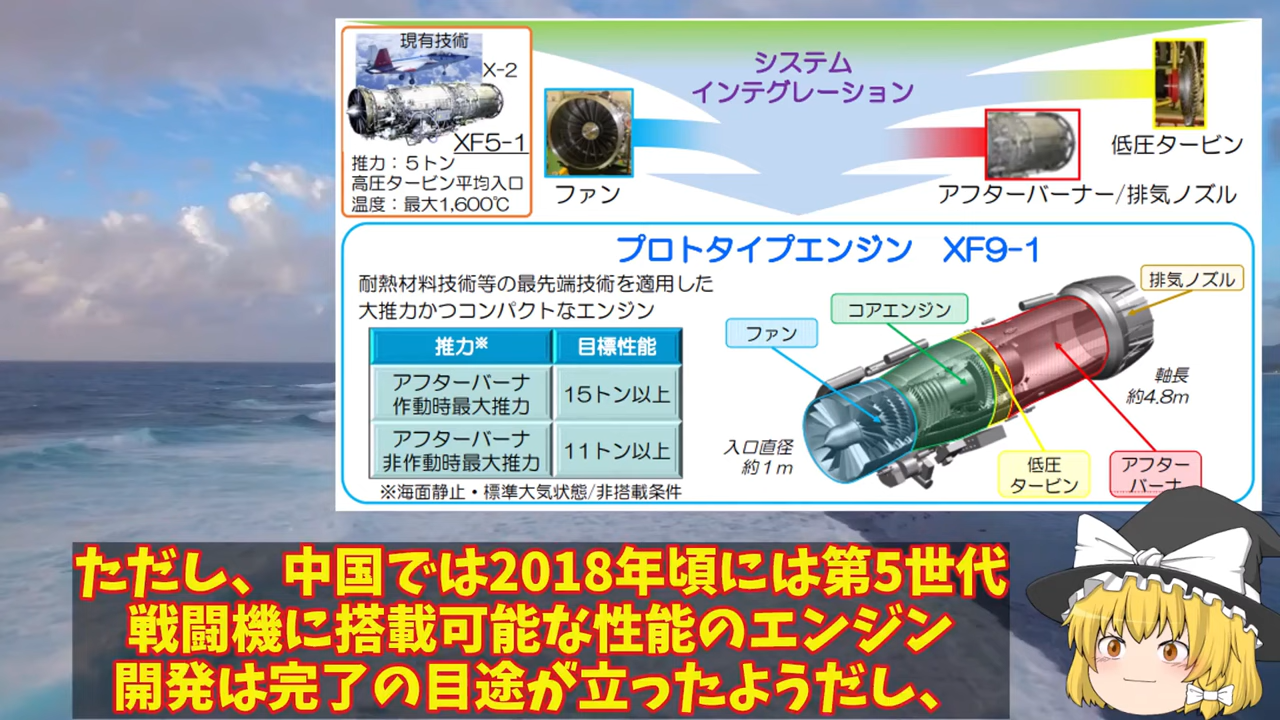 現有技術
X-2
XF5-1
推力：5トン
高圧タービン平均入口
温度：最大1,600℃
ファン
システム
インテグレーション
低圧タービン
アフターバーナー/排気ノズル
プロトタイプエンジン　XF9-1
耐熱材料技術等の最先端技術を適用した
大推力かつコンパクトなエンジン
推力※
目標性能
アフターバーナ
作動時最大推力
15トン以上
アフターバーナ
非作動時最大推力
11トン以上
※海面静止・標準大気状態/非搭載条件
ファン
コアエンジン
排気ノズル
軸長
約4.8m
入口直径
約1m
低圧
タービン
アフター
バーナ
ただし、中国では2018年頃には第5世代
戦闘機に搭載可能な性能のエンジン
開発は完了の目途が立ったようだし、